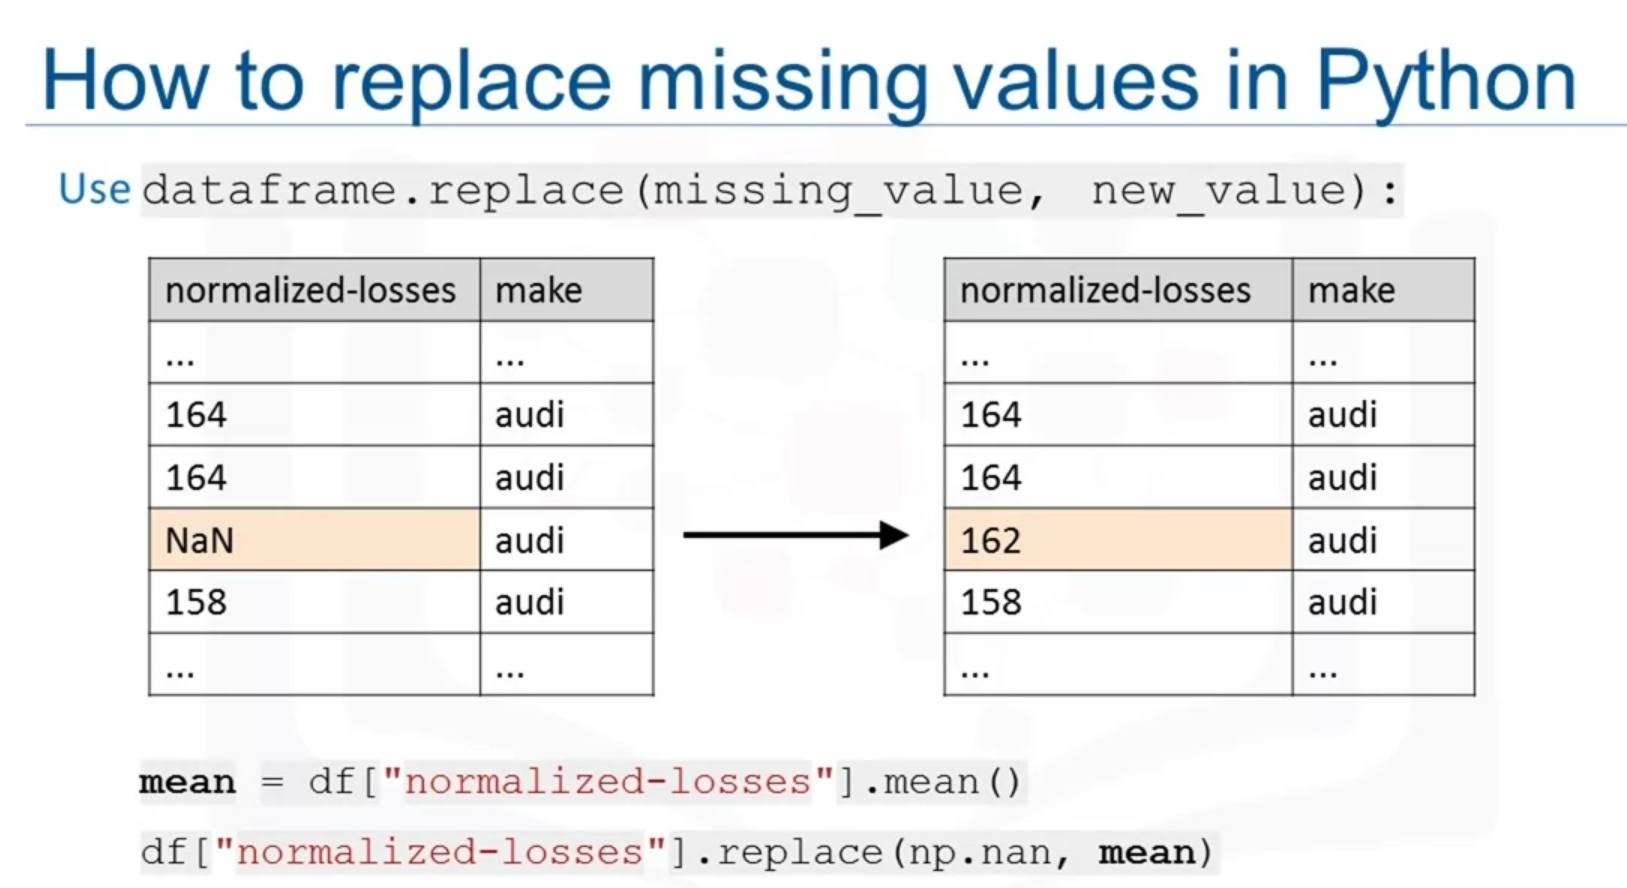 How to replace missing values in Python
Use dataframe.replace(missing_value, new_value):
normalized-losses make
... ...
164 audi
164 audi
NaN audi
158 audi
... ...
normalized-losses make
... ...
164 audi
164 audi
162 audi
158 audi
... ...
mean = df["normalized-losses"].mean()
df["normalized-losses"].replace(np.nan, mean)